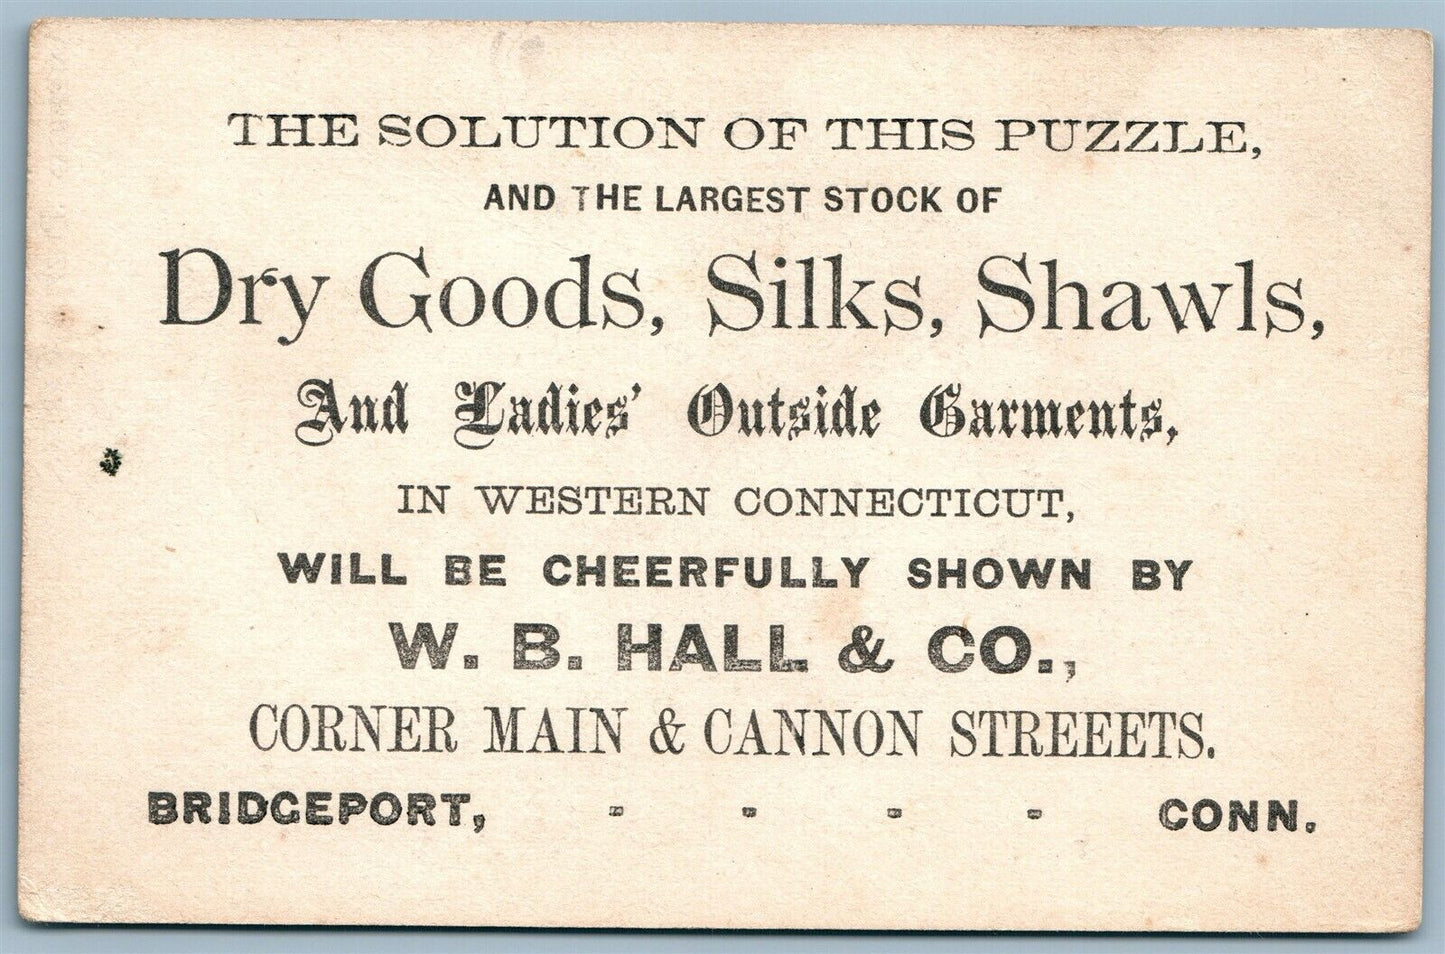 THE SOLUTION OF THIS PUZZLE,
AND THE LARGEST STOCK OF
Dry Goods, Silks, Shawls,
And Ladies' Outside Garments,
IN WESTERN CONNECTICUT,
WILL BE CHEERFULLY SHOWN BY
W. B. HALL & CO.,
CORNER MAIN & CANNON STREEETS.
BRIDGEPORT, - - - - CONN.